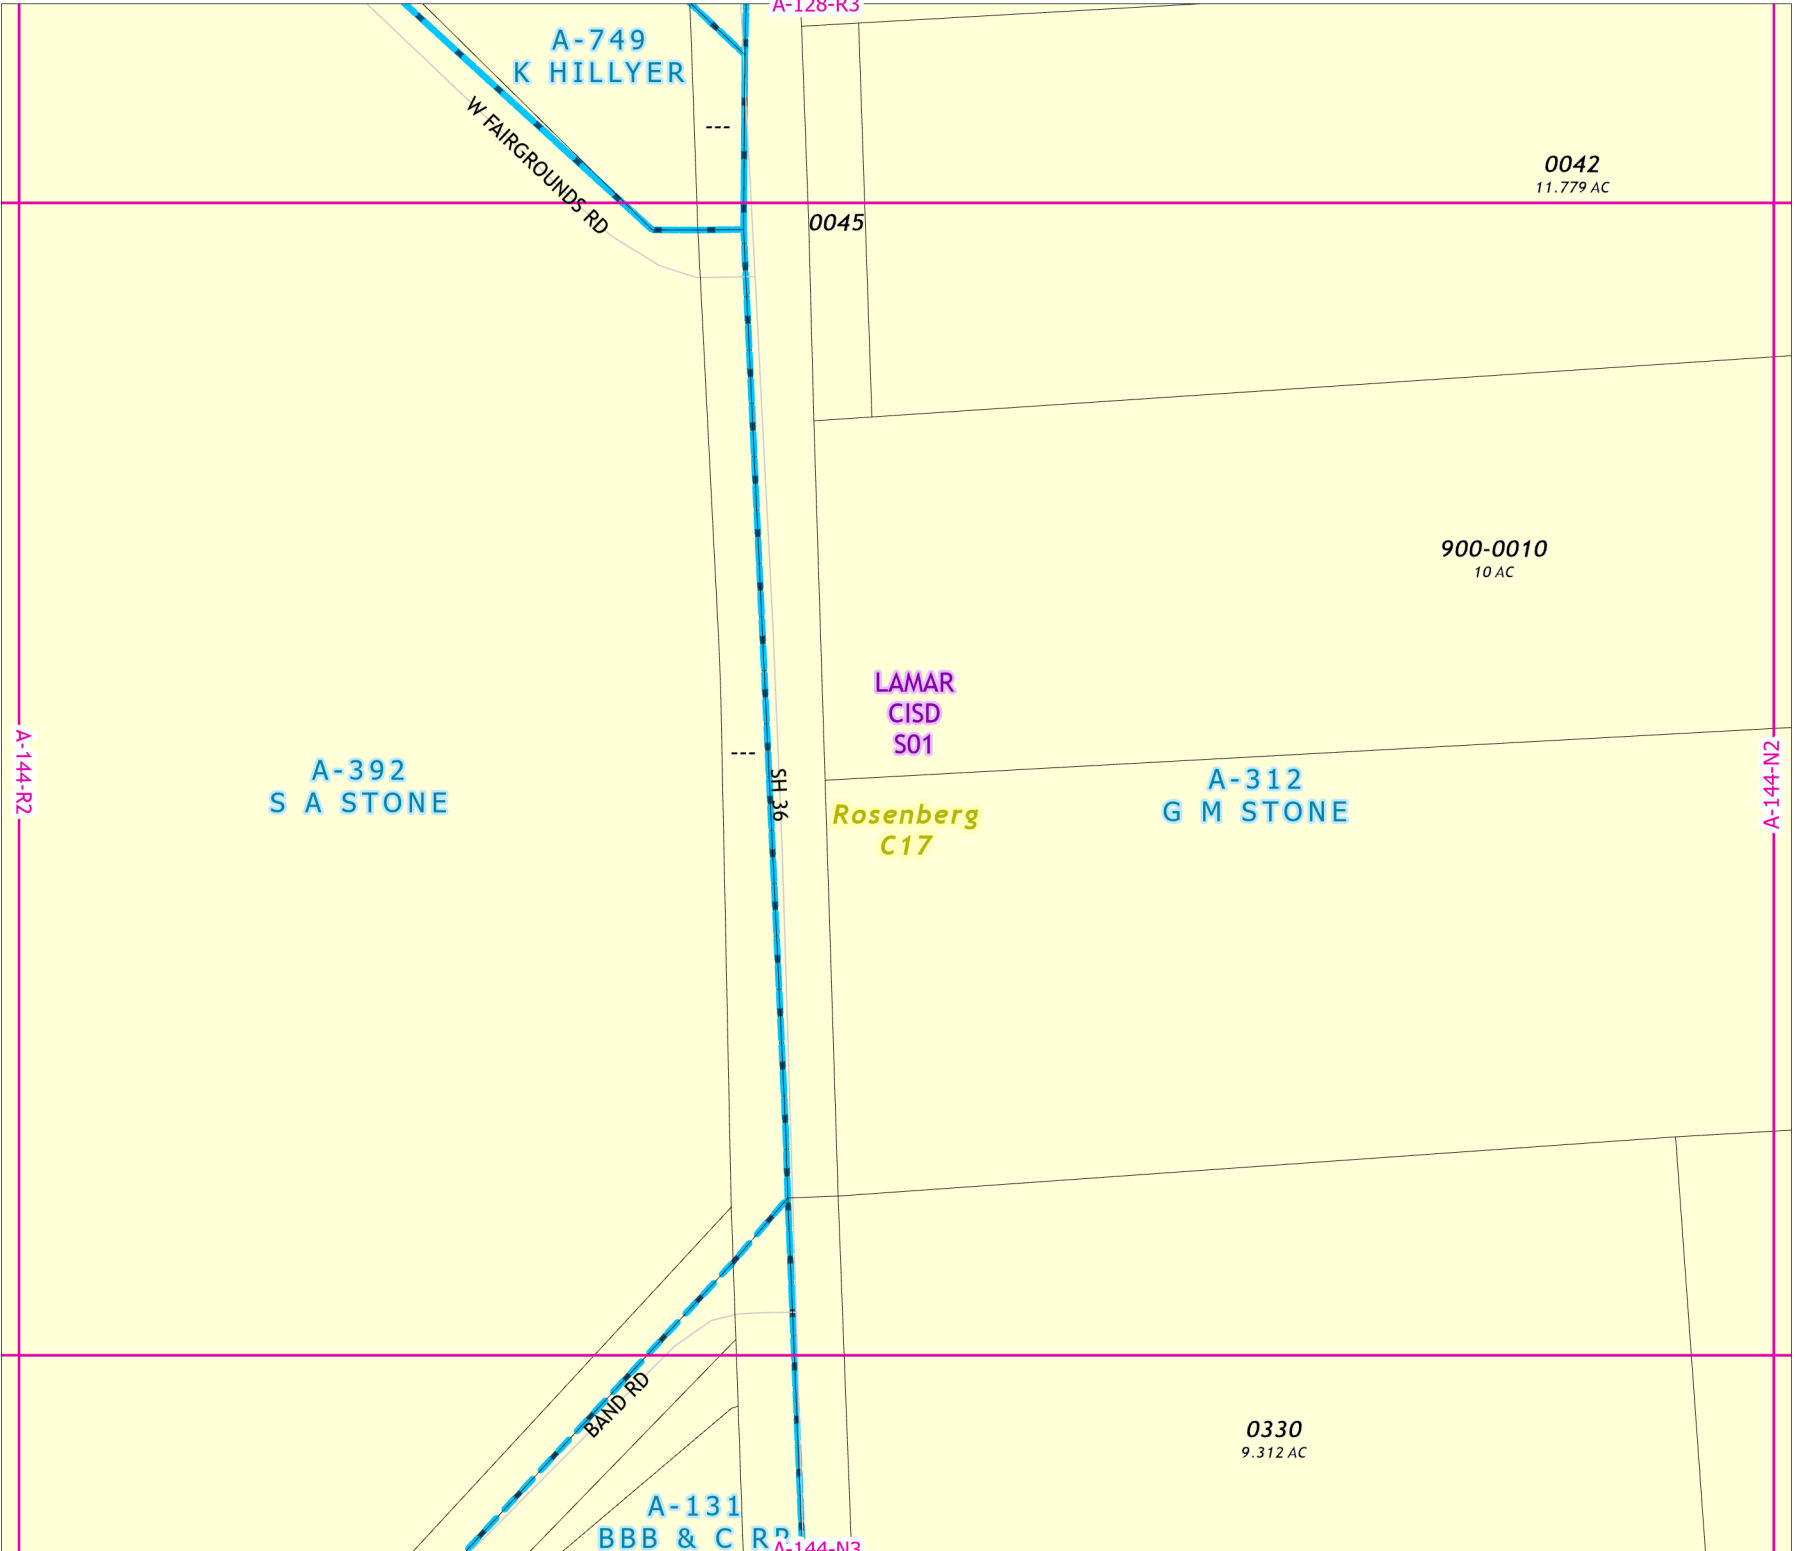 A-128-R3
A-749
K HILLYER
W FAIRGROUNDS RD
---
0042
11.779 AC
0045
900-0010
10 AC
LAMAR
CISD
S01
A-144-R2
A-392
S A STONE
---
SH 36
Rosenberg
C17
A-312
G M STONE
A-144-N2
BAND RD
0330
9.312 AC
A-131
BBB & C RR
A-144-N3